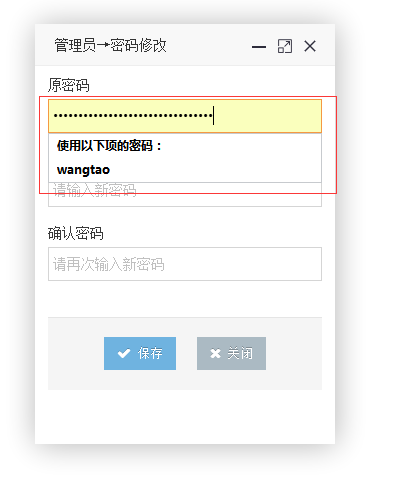 管理员→密码修改
原密码
使用以下项的密码：
wangtao
请输入新密码
确认密码
请再次输入新密码
保存 关闭